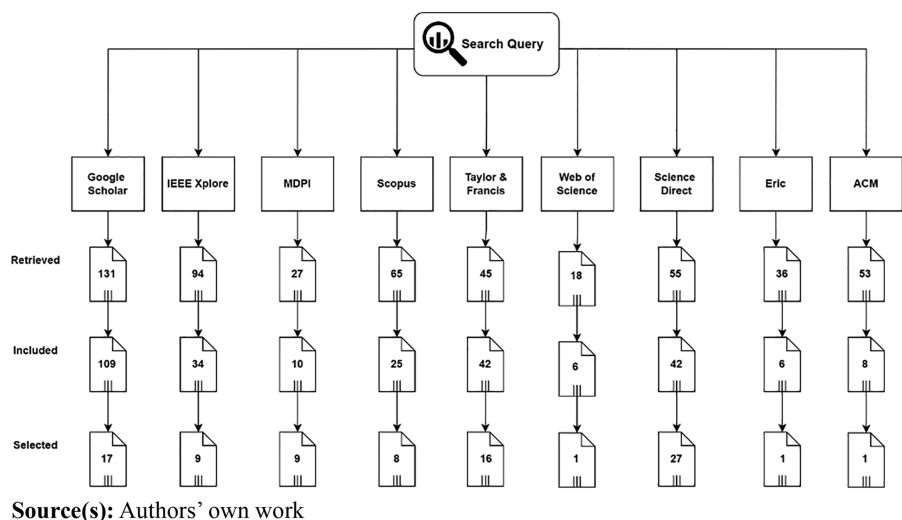 Search Query
Google Scholar
IEEE Xplore
MDPI
Scopus
Taylor & Francis
Web of Science
Science Direct
Eric
ACM
Retrieved
131
94
27
65
45
18
55
36
53
Included
109
34
10
25
42
6
42
6
8
Selected
17
9
9
8
16
1
27
1
1
Source(s): Authors' own work